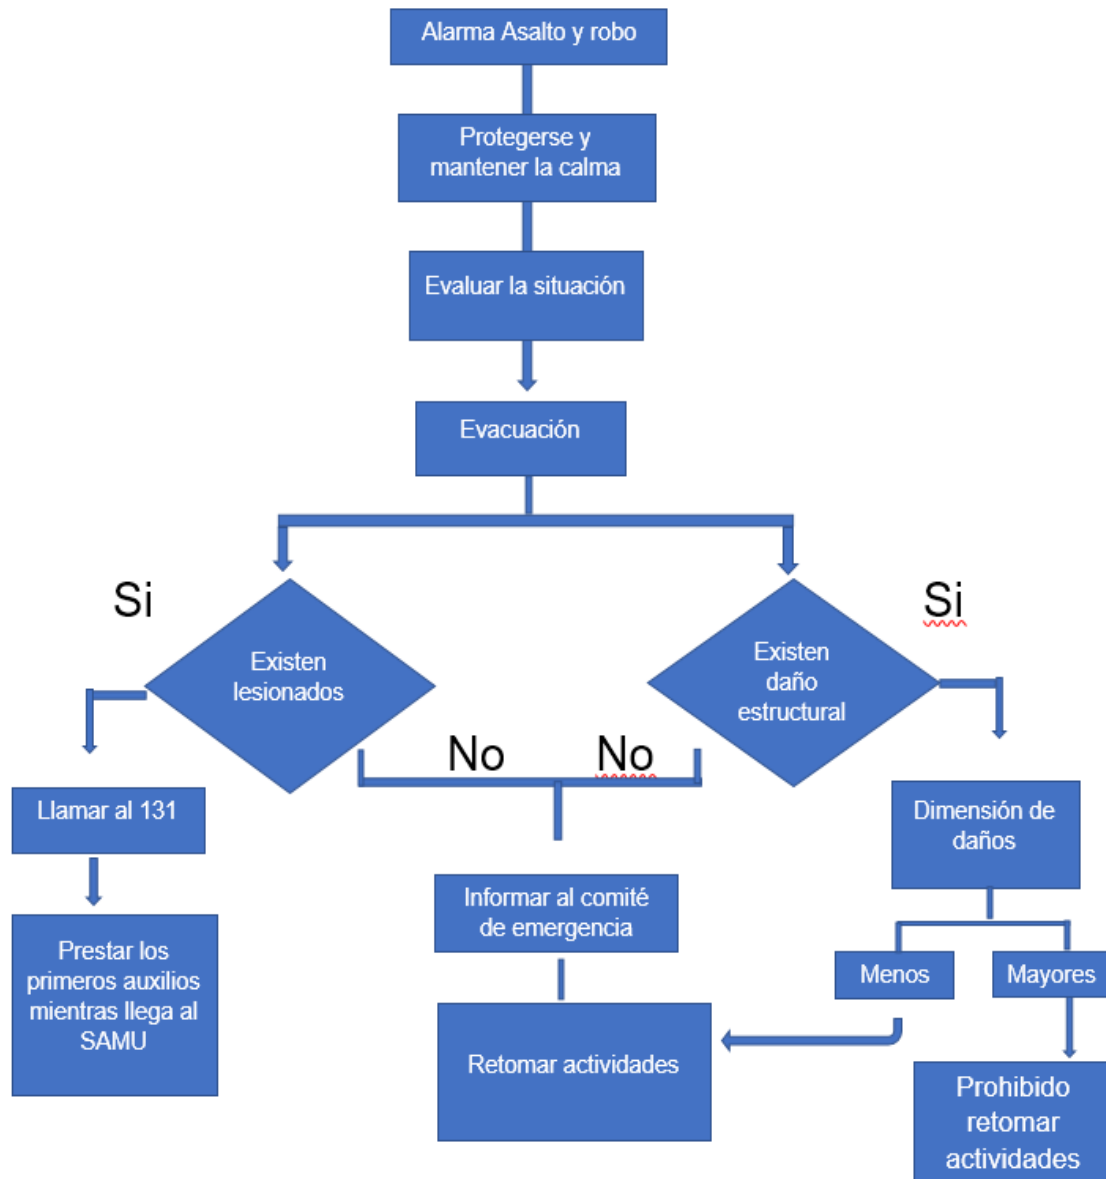 Alarma Asalto y robo
Protegerse y
mantener la calma
Evaluar la situación
Evacuación
Si
Si
Existen
lesionados
Existen
daño
estructural
No
No
Llamar al 131
Dimensión de
daños
Informar al comité
de emergencia
Prestar los
primeros auxilios
mientras llega al
SAMU
Menos
Mayores
Retomar actividades
Prohibido
retomar
actividades